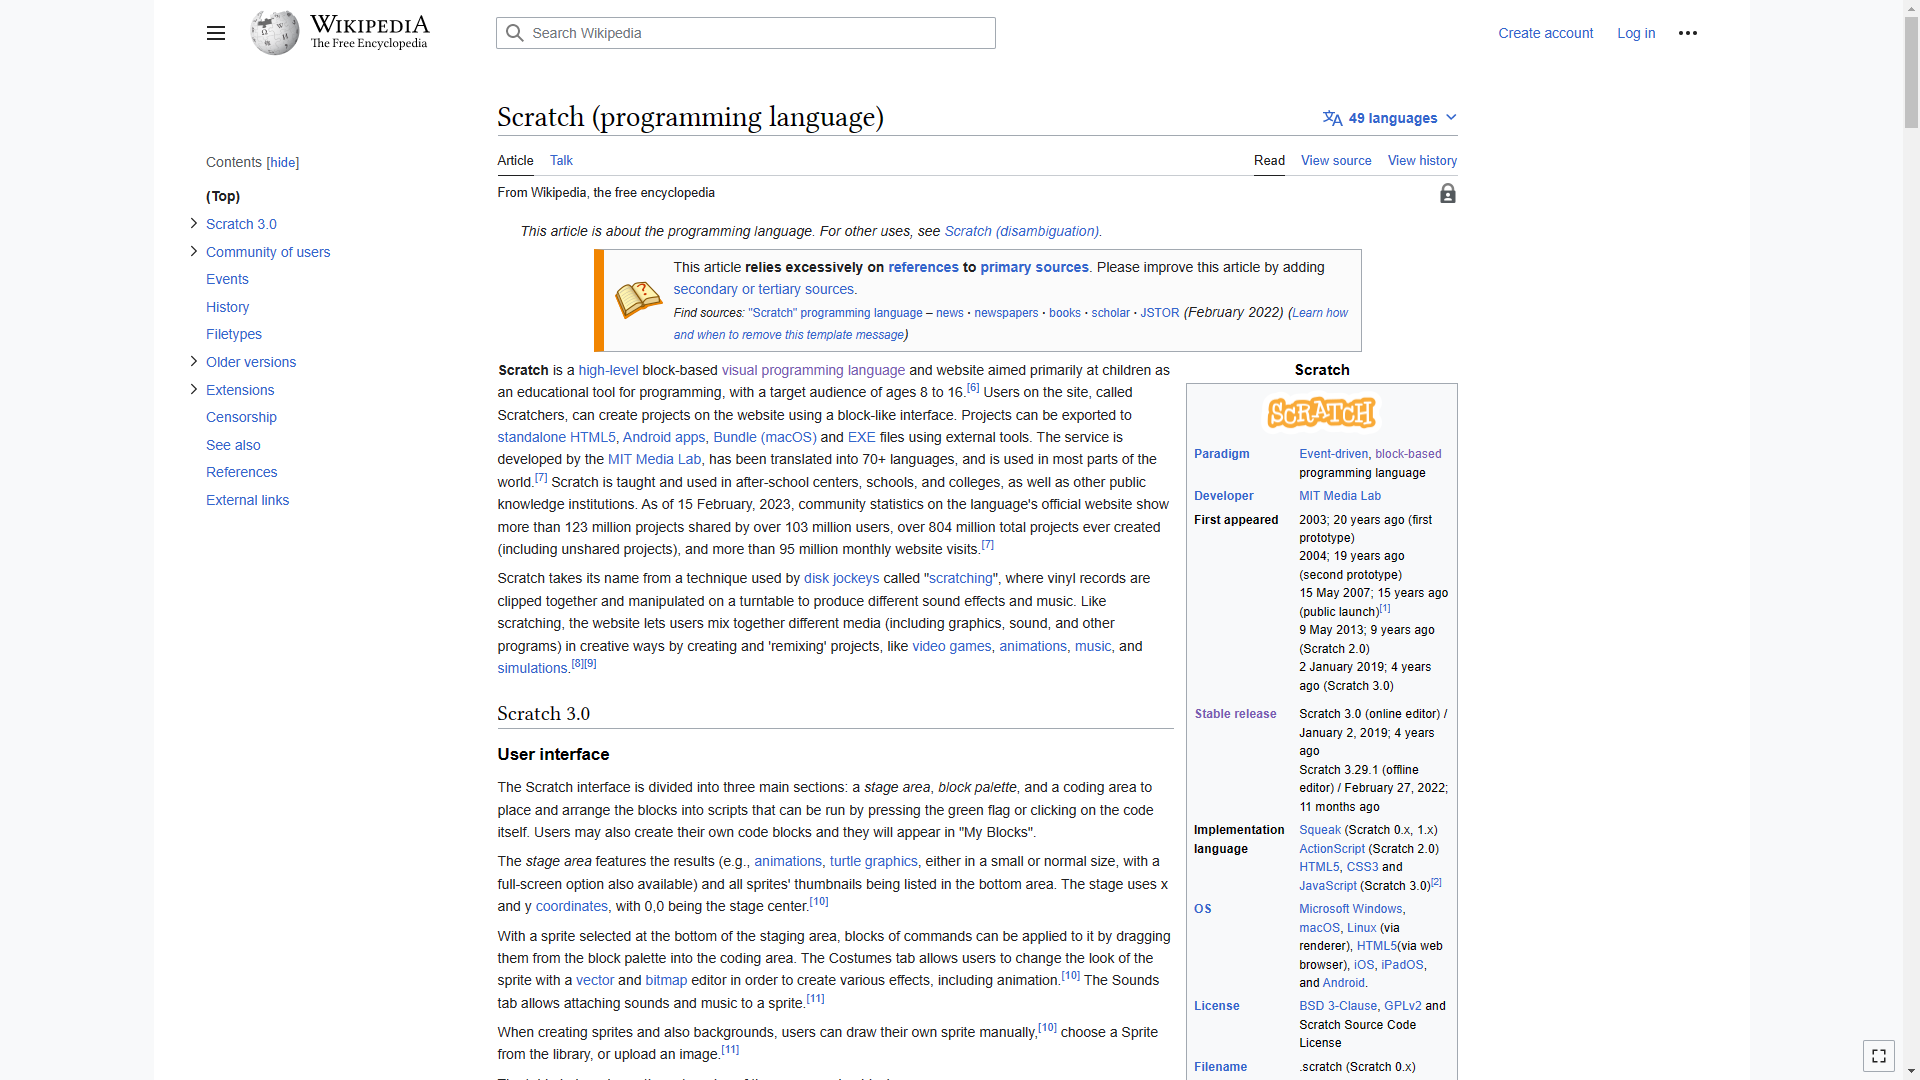 WIKIPEDIA
The Free Encyclopedia
Search Wikipedia
Create account
Log in
Scratch (programming language)
49 languages
Article
Talk
Read
View source
View history
From Wikipedia, the free encyclopedia
Contents [hide]
(Top)
Scratch 3.0
Community of users
Events
History
Filetypes
Older versions
Extensions
Censorship
See also
References
External links
This article is about the programming language. For other uses, see Scratch (disambiguation).
This article relies excessively on references to primary sources. Please improve this article by adding
secondary or tertiary sources.
Find sources: "Scratch" programming language – news · newspapers · books · scholar · JSTOR (February 2022) (Learn how
and when to remove this template message)
Scratch is a high-level block-based visual programming language and website aimed primarily at children as
an educational tool for programming, with a target audience of ages 8 to 16.[6] Users on the site, called
Scratchers, can create projects on the website using a block-like interface. Projects can be exported to
standalone HTML5, Android apps, Bundle (macOS) and EXE files using external tools. The service is
developed by the MIT Media Lab, has been translated into 70+ languages, and is used in most parts of the
world.[7] Scratch is taught and used in after-school centers, schools, and colleges, as well as other public
knowledge institutions. As of 15 February, 2023, community statistics on the language's official website show
more than 123 million projects shared by over 103 million users, over 804 million total projects ever created
(including unshared projects), and more than 95 million monthly website visits.[7]
Scratch takes its name from a technique used by disk jockeys called "scratching", where vinyl records are
clipped together and manipulated on a turntable to produce different sound effects and music. Like
scratching, the website lets users mix together different media (including graphics, sound, and other
programs) in creative ways by creating and 'remixing' projects, like video games, animations, music, and
simulations.[8][9]
Scratch 3.0
User interface
The Scratch interface is divided into three main sections: a stage area, block palette, and a coding area to
place and arrange the blocks into scripts that can be run by pressing the green flag or clicking on the code
itself. Users may also create their own code blocks and they will appear in "My Blocks".
The stage area features the results (e.g., animations, turtle graphics, either in a small or normal size, with a
full-screen option also available) and all sprites' thumbnails being listed in the bottom area. The stage uses x
and y coordinates, with 0,0 being the stage center.[10]
With a sprite selected at the bottom of the staging area, blocks of commands can be applied to it by dragging
them from the block palette into the coding area. The Costumes tab allows users to change the look of the
sprite with a vector and bitmap editor in order to create various effects, including animation.[10] The Sounds
tab allows attaching sounds and music to a sprite.[11]
When creating sprites and also backgrounds, users can draw their own sprite manually,[10] choose a Sprite
from the library, or upload an image.[11]
Scratch
SCRATCH
Paradigm
Event-driven, block-based
programming language
Developer
MIT Media Lab
First appeared
2003; 20 years ago (first
prototype)
2004; 19 years ago
(second prototype)
15 May 2007; 15 years ago
(public launch)[1]
9 May 2013; 9 years ago
(Scratch 2.0)
2 January 2019; 4 years
ago (Scratch 3.0)
Stable release
Scratch 3.0 (online editor) /
January 2, 2019; 4 years
ago
Scratch 3.29.1 (offline
editor) / February 27, 2022;
11 months ago
Implementation
language
Squeak (Scratch 0.x, 1.x)
ActionScript (Scratch 2.0)
HTML5, CSS3 and
JavaScript (Scratch 3.0)[2]
OS
Microsoft Windows,
macOS, Linux (via
renderer), HTML5(via web
browser), iOS, iPadOS,
and Android.
License
BSD 3-Clause, GPLv2 and
Scratch Source Code
License
Filename
.scratch (Scratch 0.x)